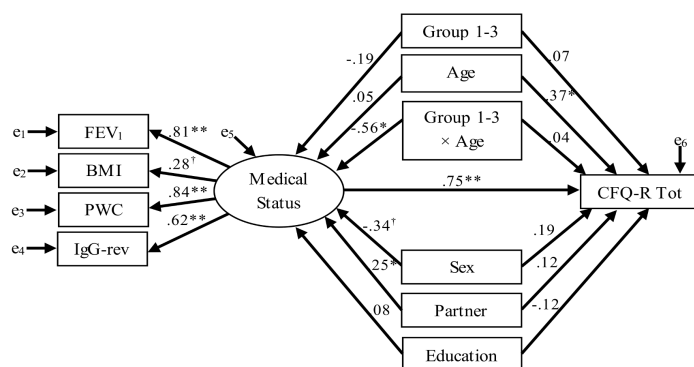 Group 1-3
-.19
.07
Age
.05
.37*
Group 1-3
× Age
-.56*
.04
e₁
FEV₁
.81**
e₅
e₆
e₂
BMI
.28†
Medical
Status
.75**
CFQ-R Tot
e₃
PWC
.84**
e₄
IgG-rev
.62**
-.34†
Sex
.19
.25*
Partner
.12
.08
Education
-.12